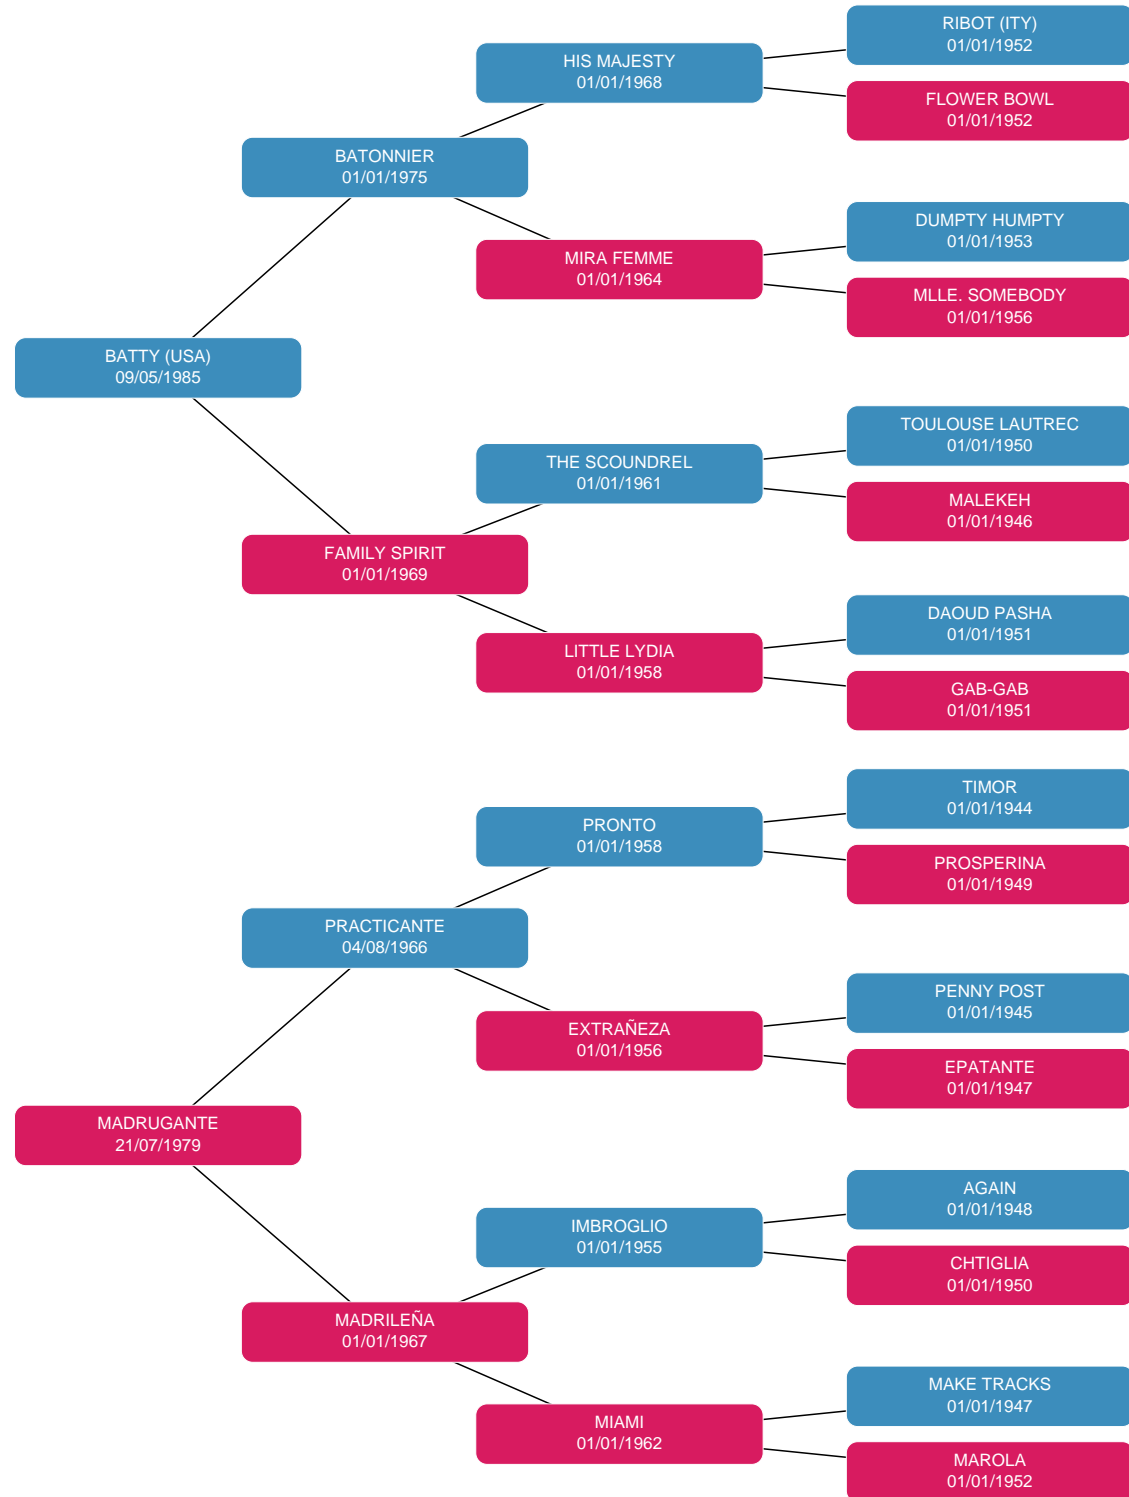 RIBOT (ITY)
01/01/1952
HIS MAJESTY
01/01/1968
FLOWER BOWL
01/01/1952
BATONNIER
01/01/1975
DUMPTY HUMPTY
01/01/1953
MIRA FEMME
01/01/1964
MLLE. SOMEBODY
01/01/1956
BATTY (USA)
09/05/1985
TOULOUSE LAUTREC
01/01/1950
THE SCOUNDREL
01/01/1961
MALEKEH
01/01/1946
FAMILY SPIRIT
01/01/1969
DAOUD PASHA
01/01/1951
LITTLE LYDIA
01/01/1958
GAB-GAB
01/01/1951
TIMOR
01/01/1944
PRONTO
01/01/1958
PROSPERINA
01/01/1949
PRACTICANTE
04/08/1966
PENNY POST
01/01/1945
EXTRAÑEZA
01/01/1956
EPATANTE
01/01/1947
MADRUGANTE
21/07/1979
AGAIN
01/01/1948
IMBROGLIO
01/01/1955
CHTIGLIA
01/01/1950
MADRILEÑA
01/01/1967
MAKE TRACKS
01/01/1947
MIAMI
01/01/1962
MAROLA
01/01/1952